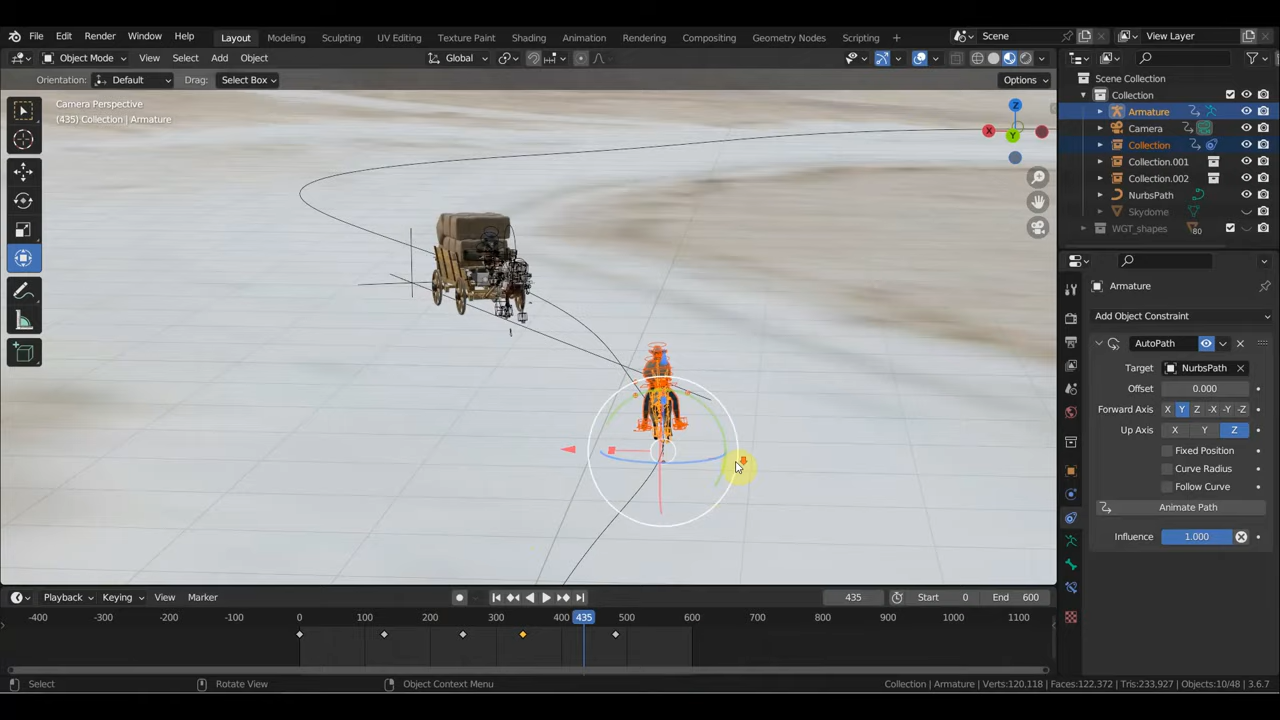 File Edit Render Window Help Layout Modeling Sculpting UV Editing Texture Paint Shading Animation Rendering Compositing Geometry Nodes Scripting + Scene View Layer
Object Mode View Select Add Object Global
Orientation: Default Drag: Select Box Options
Camera Perspective
(435) Collection | Armature
Z
X
Y
Scene Collection
Collection
Armature
Camera
Collection
Collection.001
Collection.002
NurbsPath
Skydome
WGT_shapes 80
Armature
Add Object Constraint
AutoPath
Target NurbsPath
Offset 0.000
Forward Axis X Y Z -X -Y -Z
Up Axis X Y Z
Fixed Position
Curve Radius
Follow Curve
Animate Path
Influence 1.000
Playback Keying View Marker 435 Start 0 End 600
-400 -300 -200 -100 0 100 200 300 400 435 500 600 700 800 900 1000 1100
Select Rotate View Object Context Menu Collection | Armature | Verts:120,118 | Faces:122,372 | Tris:233,927 | Objects:10/48 | 3.6.7